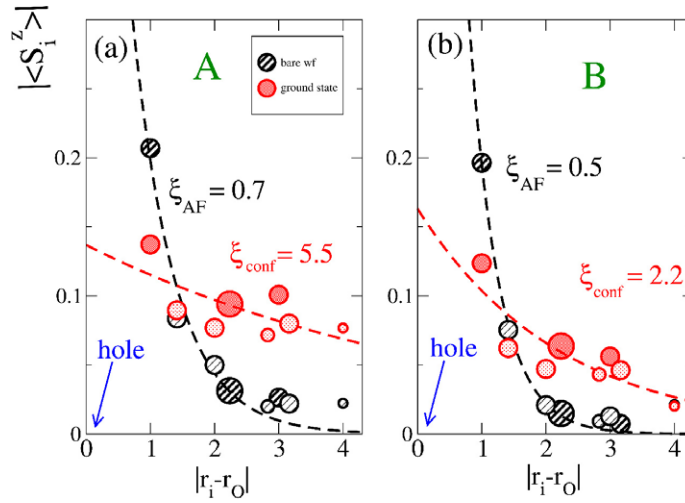 |<S_i^z>|
(a)
A
bare wf
ground state
ξ_AF = 0.7
ξ_conf = 5.5
hole
0.2
0.1
0
0 1 2 3 4
|r_i-r_O|
(b)
B
ξ_AF = 0.5
ξ_conf = 2.2
hole
0 1 2 3 4
|r_i-r_O|